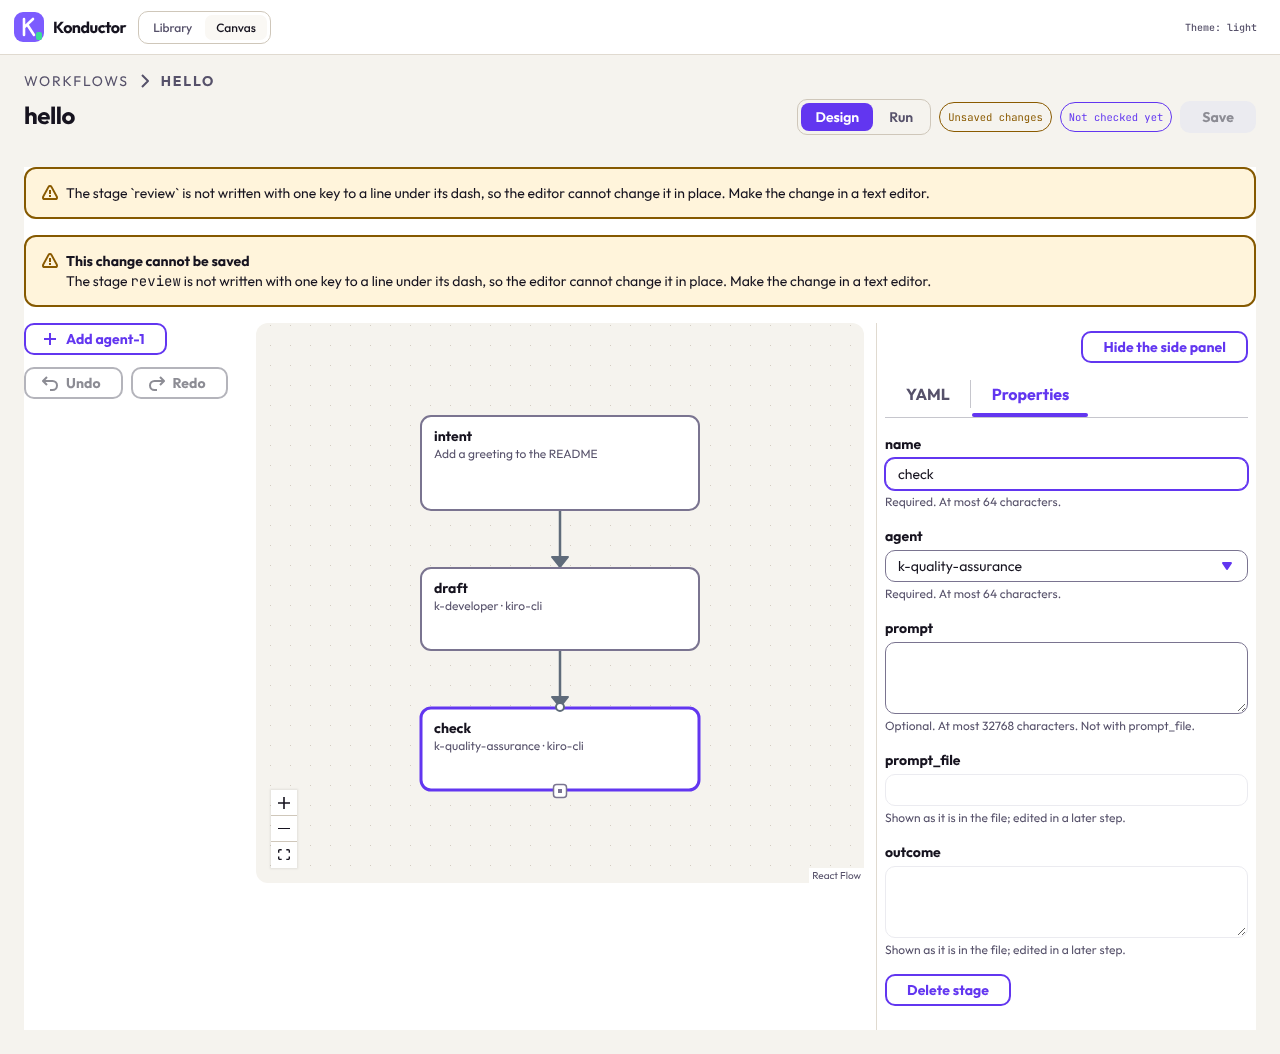 Konductor
Library
Canvas
Theme: light
WORKFLOWS
HELLO
hello
Design
Run
Unsaved changes
Not checked yet
Save
The stage `review` is not written with one key to a line under its dash, so the editor cannot change it in place. Make the change in a text editor.
This change cannot be saved
The stage review is not written with one key to a line under its dash, so the editor cannot change it in place. Make the change in a text editor.
Add agent-1
Undo
Redo
intent
Add a greeting to the README
draft
k-developer · kiro-cli
check
k-quality-assurance · kiro-cli
React Flow
Hide the side panel
YAML
Properties
name
check
Required. At most 64 characters.
agent
k-quality-assurance
Required. At most 64 characters.
prompt
Optional. At most 32768 characters. Not with prompt_file.
prompt_file
Shown as it is in the file; edited in a later step.
outcome
Shown as it is in the file; edited in a later step.
Delete stage